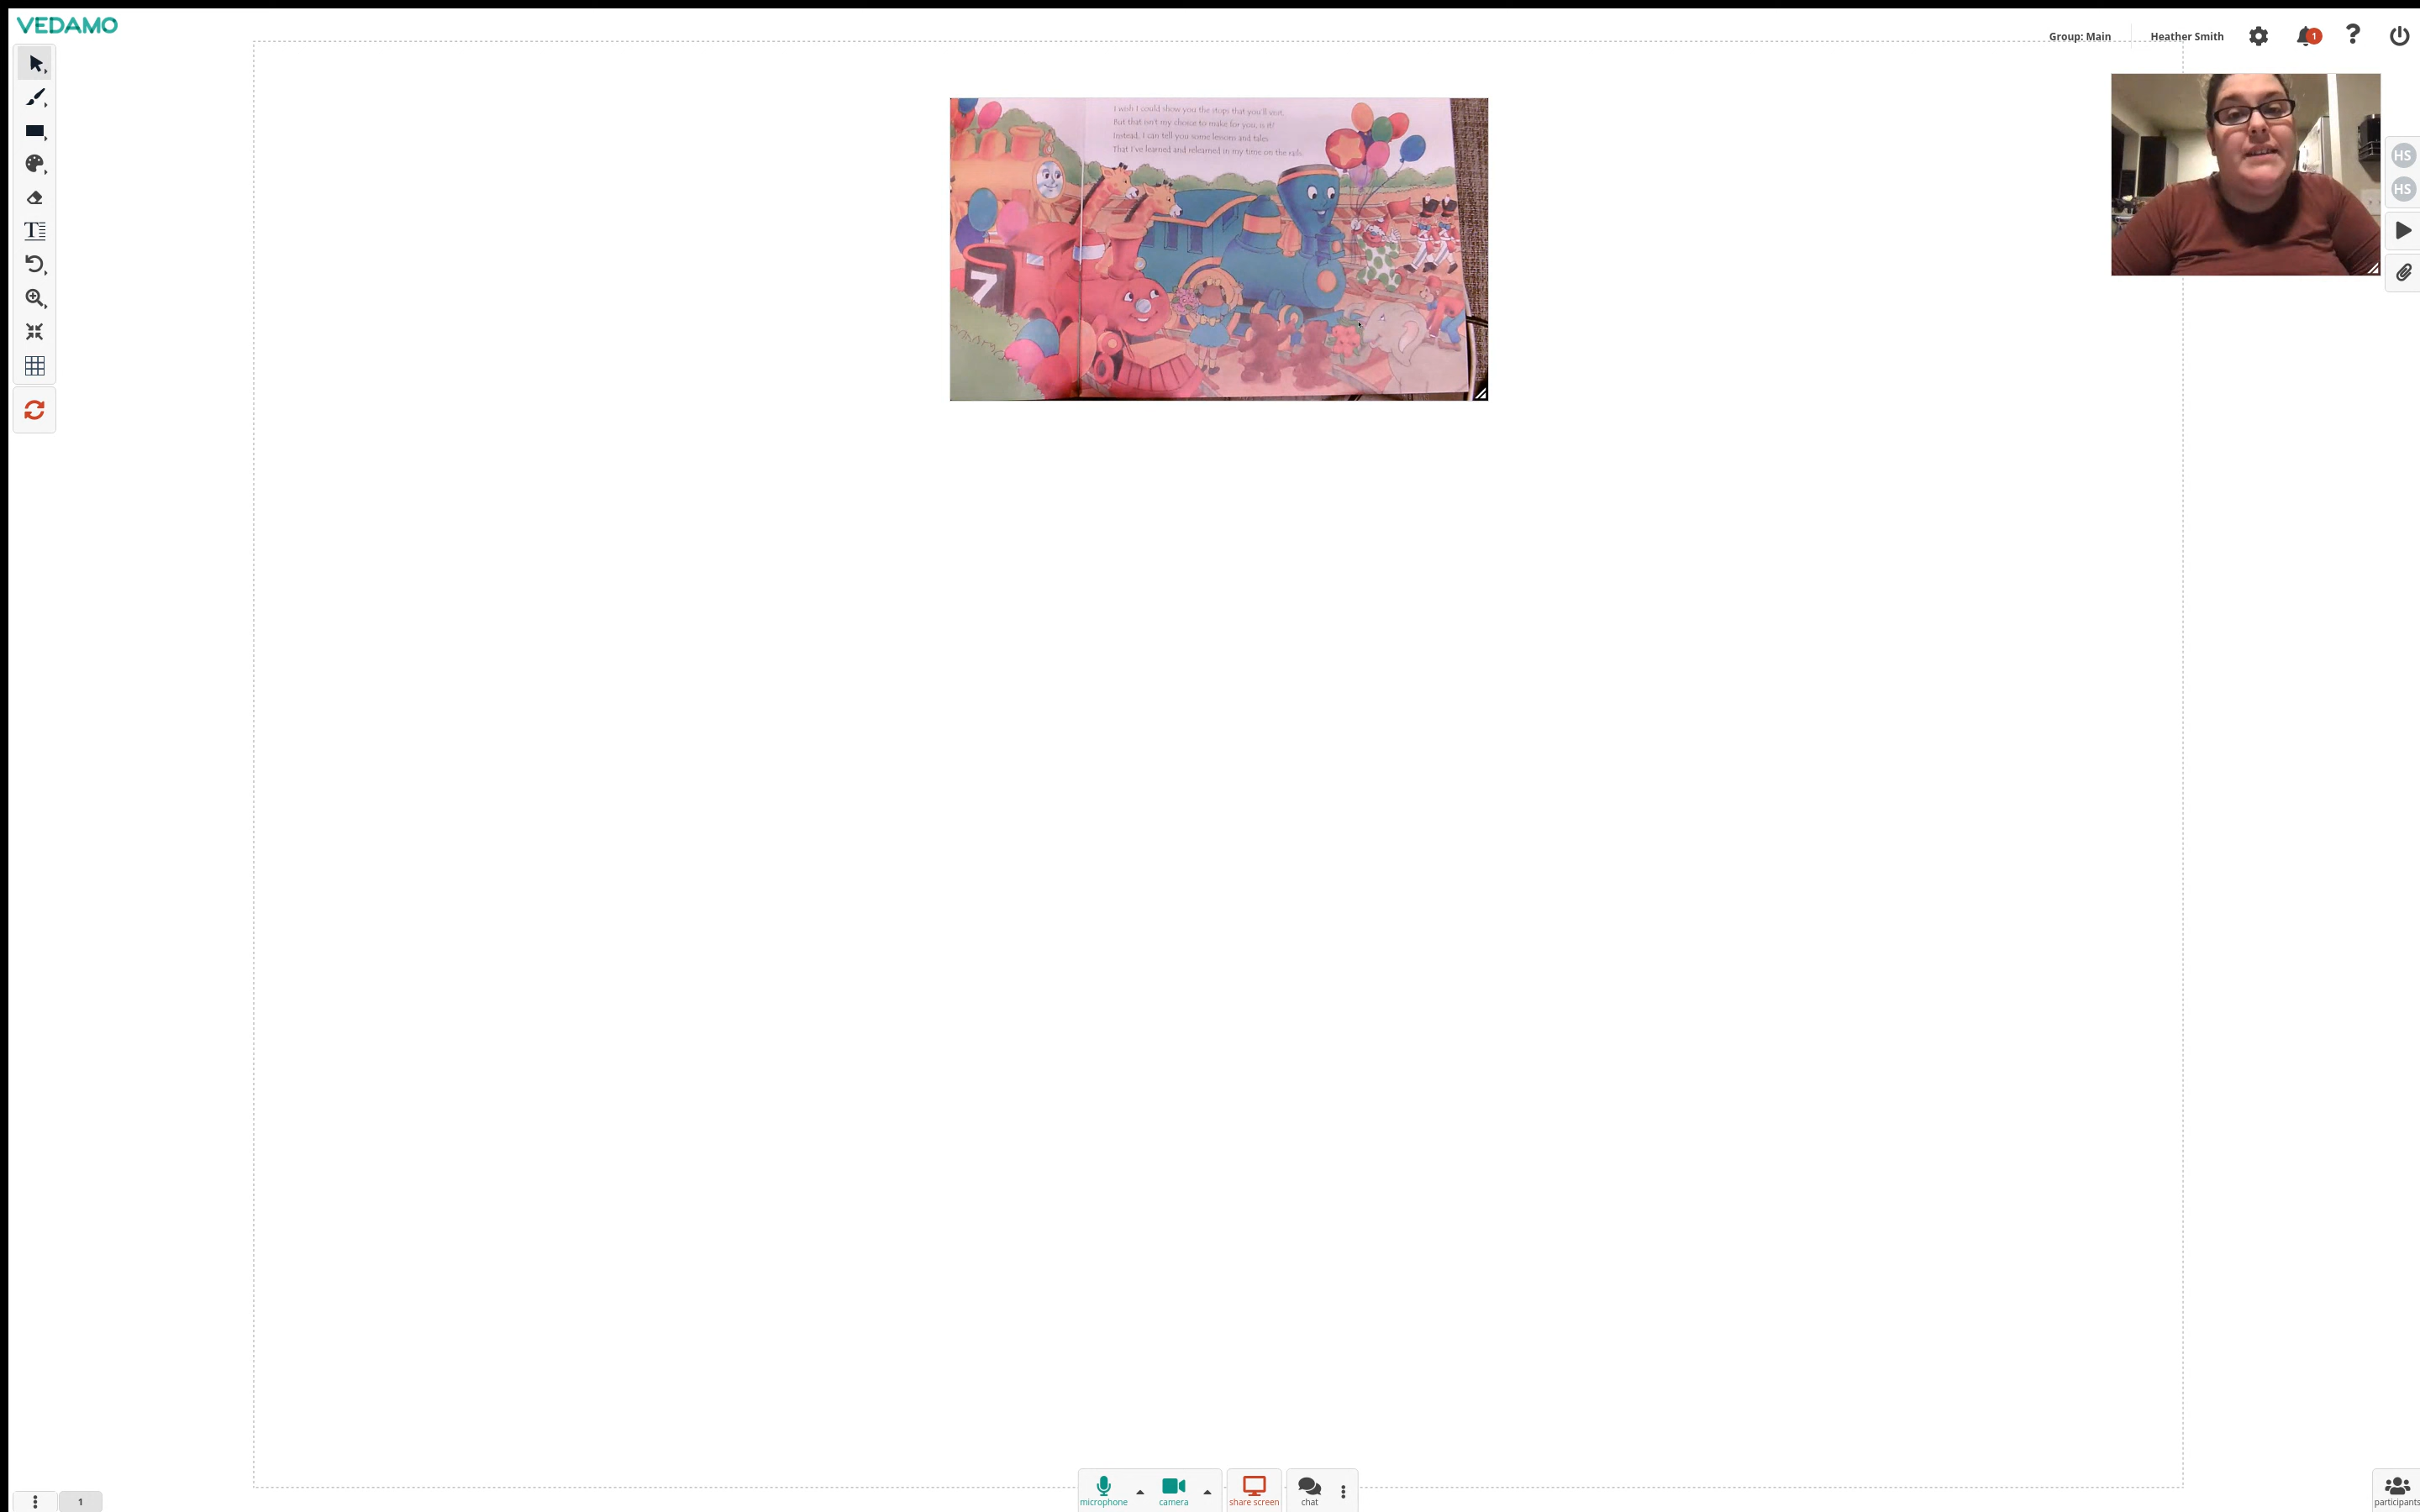 VEDAMO
Group: Main
Heather Smith
1
I wish I could show you the stops that you'll visit.
But that isn't my choice to make for you, is it?
Instead, I can tell you some lessons and tales
That I've learned and relearned in my time on the rails.
7
HS
HS
T
microphone
camera
share screen
chat
participants
1